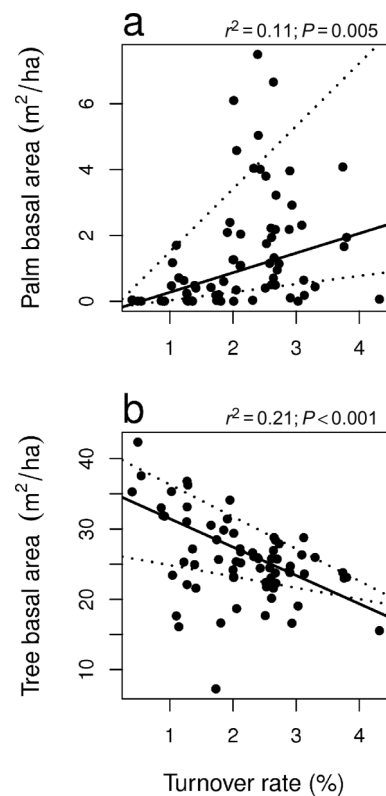 a
r² = 0.11; P = 0.005
Palm basal area (m²/ha)
6
4
2
0
1 2 3 4
b
r² = 0.21; P < 0.001
Tree basal area (m²/ha)
40
30
20
10
1 2 3 4
Turnover rate (%)